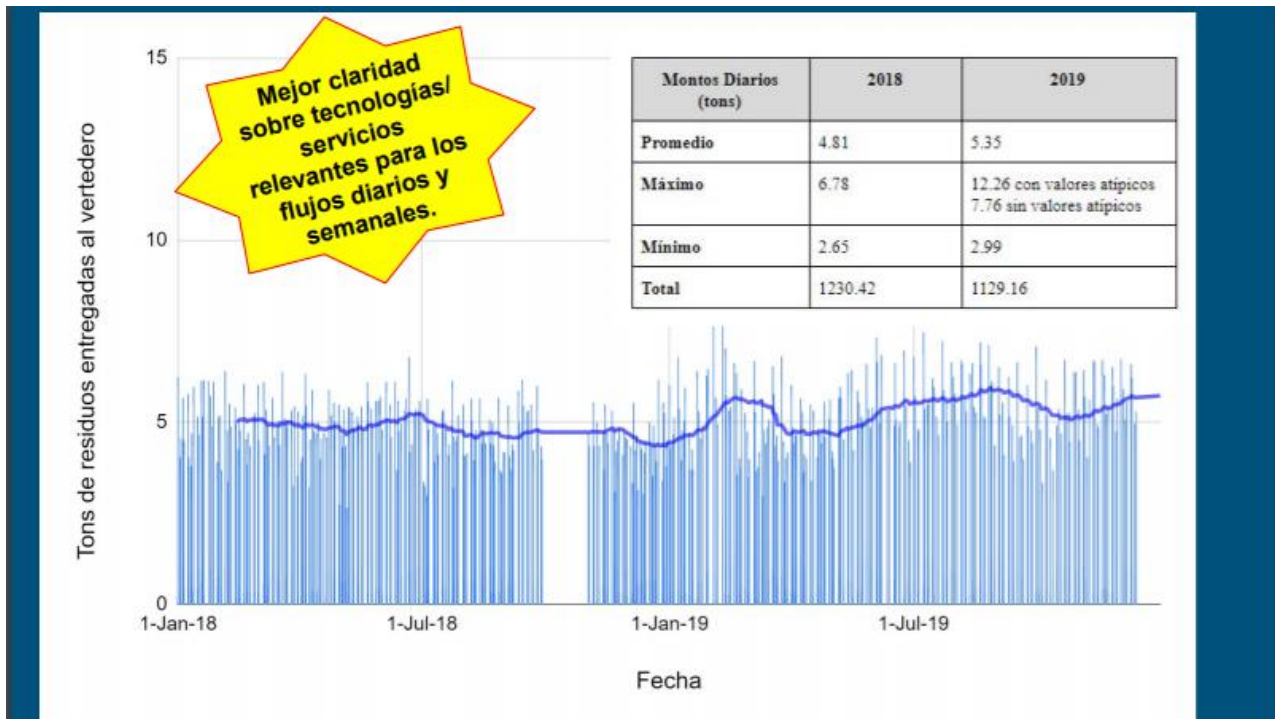 Mejor claridad
sobre tecnologías/
servicios
relevantes para los
flujos diarios y
semanales.
Montos Diarios
(tons)
2018
2019
Promedio
4.81
5.35
Máximo
6.78
12.26 con valores atípicos
7.76 sin valores atípicos
Mínimo
2.65
2.99
Total
1230.42
1129.16
Tons de residuos entregadas al vertedero
15
10
5
0
1-Jan-18
1-Jul-18
1-Jan-19
1-Jul-19
Fecha